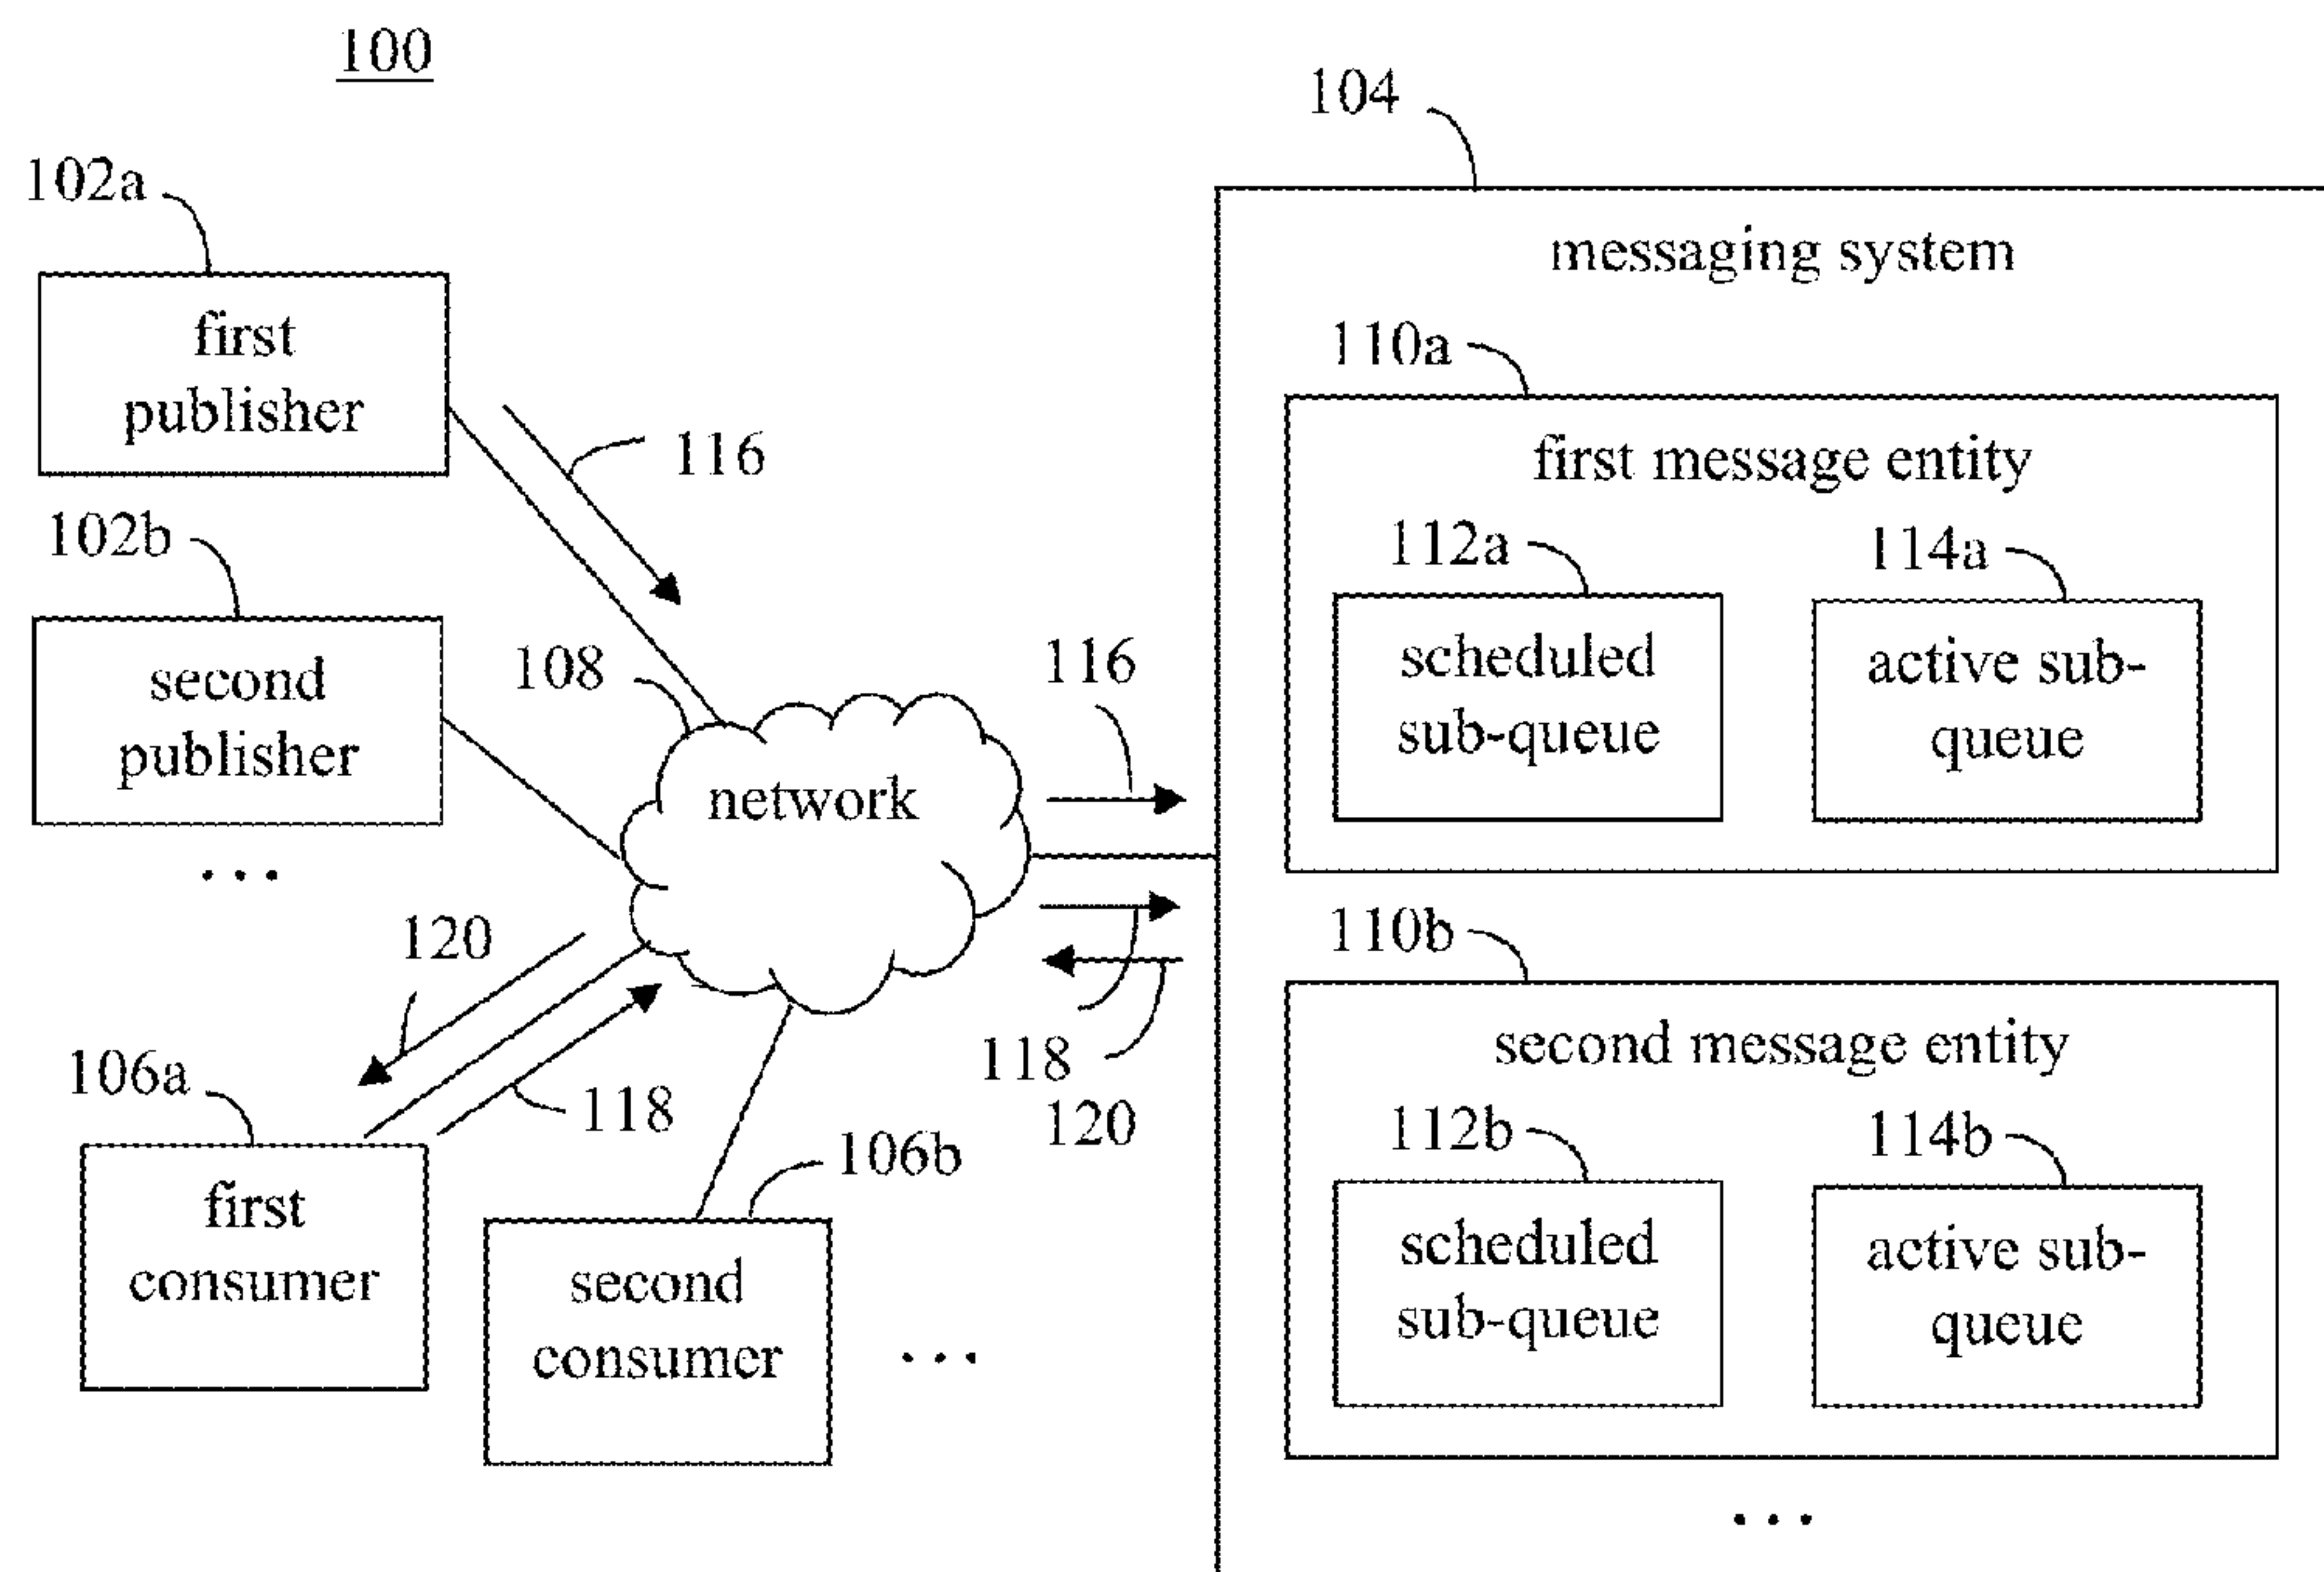 100
104
102a
messaging system
first
publisher
110a
116
first message entity
102b
112a
114a
second
publisher
108
116
scheduled
sub-queue
active sub-
queue
network
...
120
110b
118
120
second message entity
106a
118
106b
112b
114b
first
consumer
second
consumer
...
scheduled
sub-queue
active sub-
queue
...